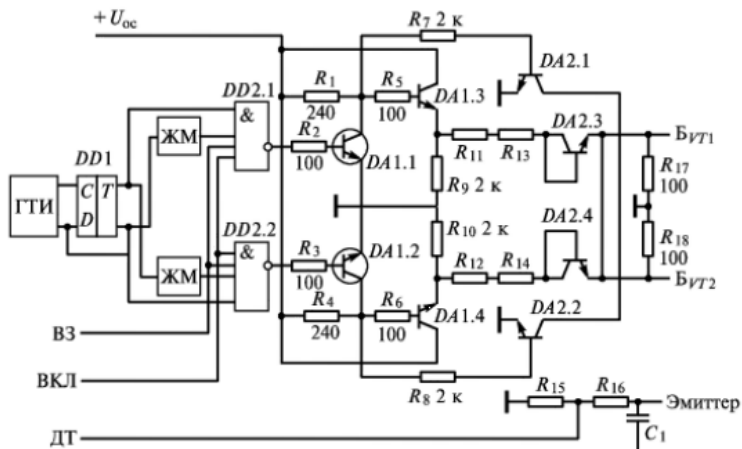 + Uос
R7 2 к
DA2.1
R1
240
R5
100
DA1.3
DD2.1
&
R2
100
DA1.1
ЖМ
DD1
ГТИ
C T
D
R11
R13
DA2.3
БVT1
R9 2 к
R17
100
DD2.2
&
R10 2 к
DA2.4
R18
100
R3
100
DA1.2
ЖМ
R12
R14
БVT2
R4
240
R6
100
DA1.4
DA2.2
ВЗ
ВКЛ
R8 2 к
R15
R16
Эмиттер
C1
ДТ